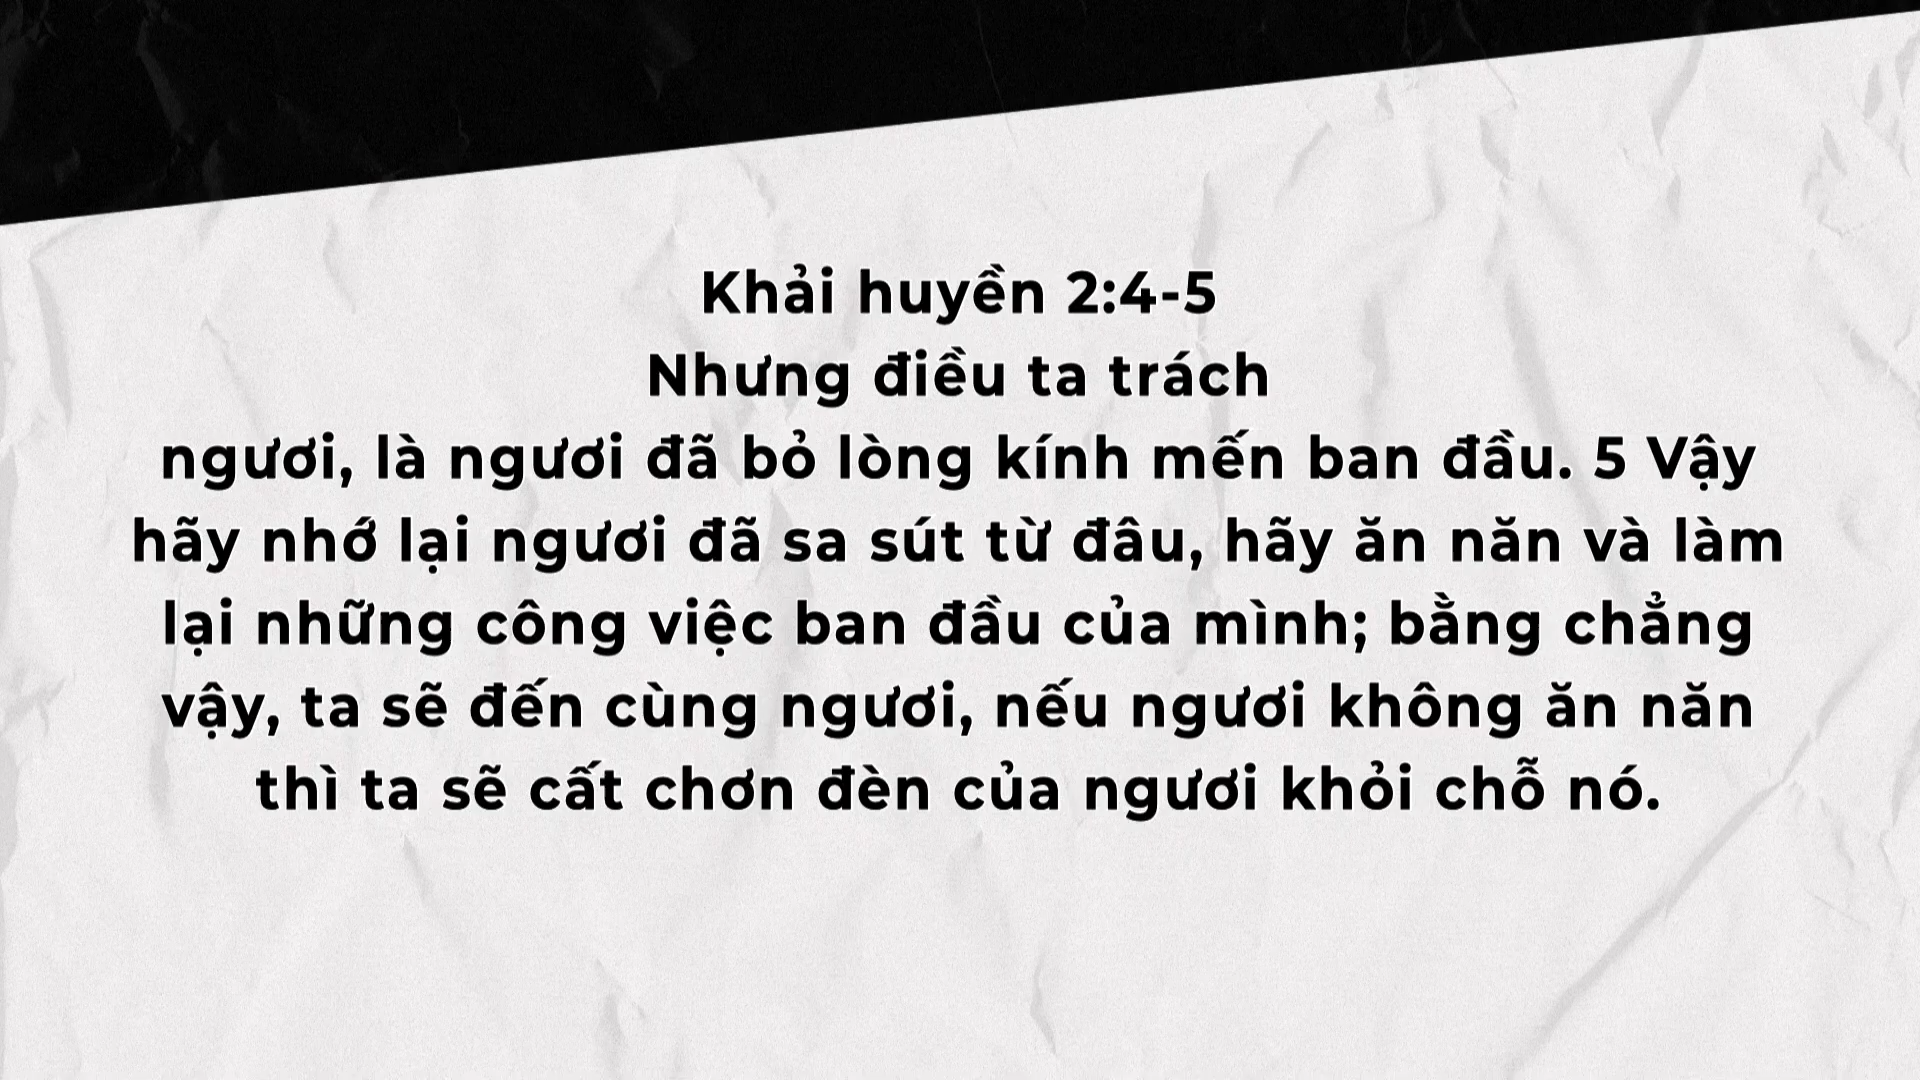 Khải huyền 2:4-5
Nhưng điều ta trách
ngươi, là ngươi đã bỏ lòng kính mến ban đầu. 5 Vậy
hãy nhớ lại ngươi đã sa sút từ đâu, hãy ăn năn và làm
lại những công việc ban đầu của mình; bằng chẳng
vậy, ta sẽ đến cùng ngươi, nếu ngươi không ăn năn
thì ta sẽ cất chơn đèn của ngươi khỏi chỗ nó.